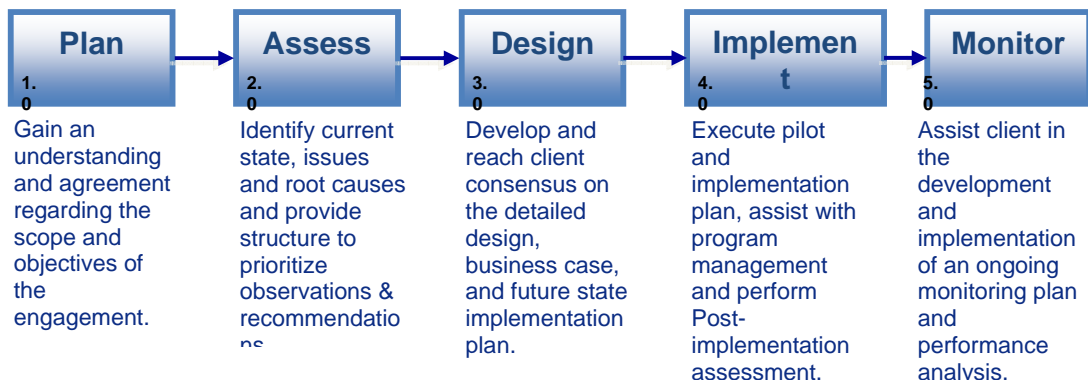 Plan
1.
0
Gain an
understanding
and agreement
regarding the
scope and
objectives of
the
engagement.
Assess
2.
0
Identify current
state, issues
and root causes
and provide
structure to
prioritize
observations &
recommendatio
ns
Design
3.
0
Develop and
reach client
consensus on
the detailed
design,
business case,
and future state
implementation
plan.
Implemen
t
4.
0
Execute pilot
and
implementation
plan, assist with
program
management
and perform
Post-
implementation
assessment.
Monitor
5.
0
Assist client in
the
development
and
implementation
of an ongoing
monitoring plan
and
performance
analysis.